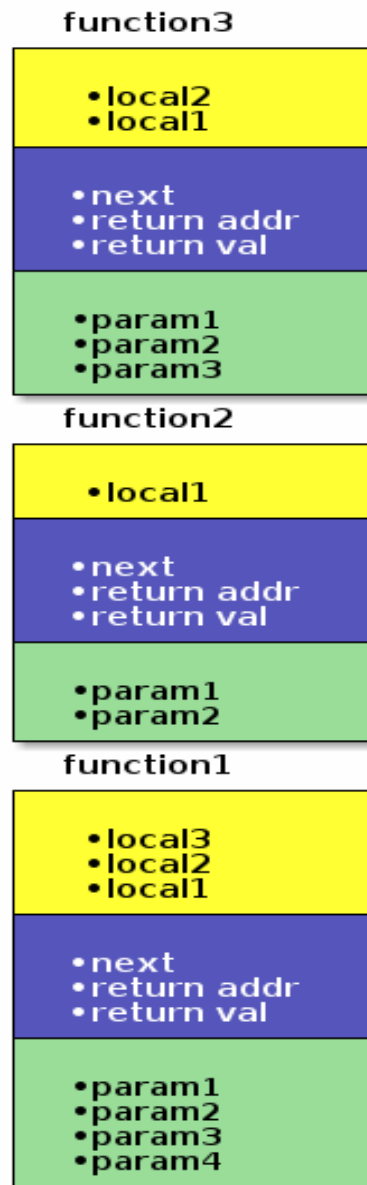 function3
•local2
•local1
•next
•return addr
•return val
•param1
•param2
•param3
function2
•local1
•next
•return addr
•return val
•param1
•param2
function1
•local3
•local2
•local1
•next
•return addr
•return val
•param1
•param2
•param3
•param4